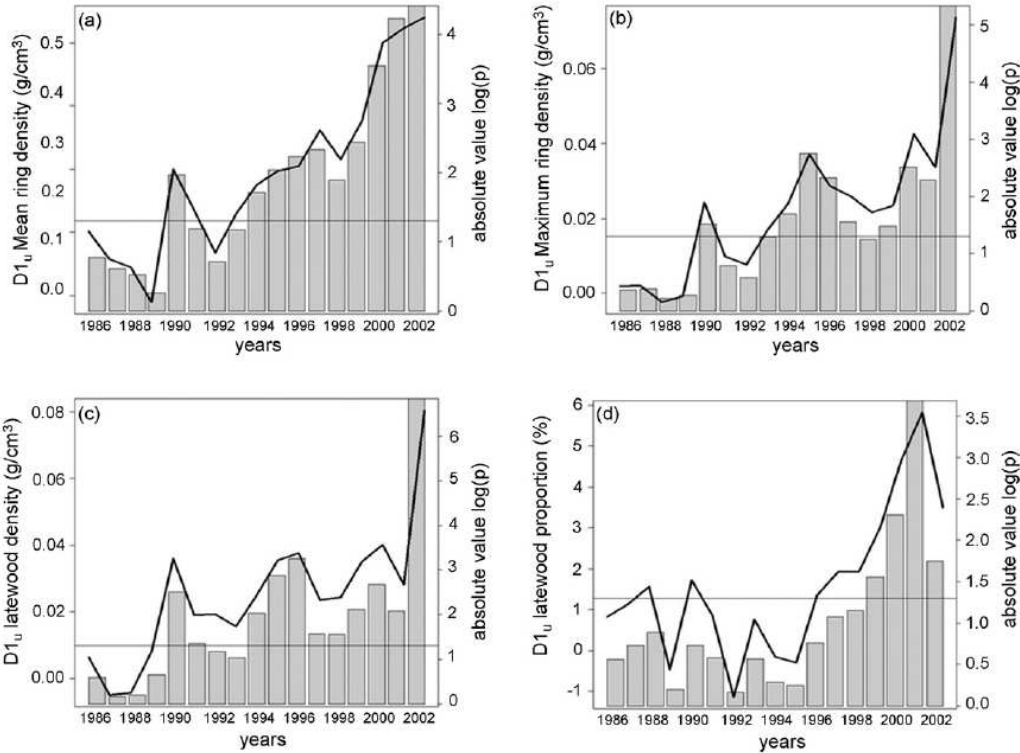 (a)
D1u Mean ring density (g/cm3)
0.5
0.4
0.3
0.2
0.1
0.0
4
3
2
1
0
absolute value log(p)
1986 1988 1990 1992 1994 1996 1998 2000 2002
years
(b)
D1u Maximum ring density (g/cm3)
0.06
0.04
0.02
0.00
5
4
3
2
1
0
absolute value log(p)
1986 1988 1990 1992 1994 1996 1998 2000 2002
years
(c)
D1u latewood density (g/cm3)
0.08
0.06
0.04
0.02
0.00
6
5
4
3
2
1
0
absolute value log(p)
1986 1988 1990 1992 1994 1996 1998 2000 2002
years
(d)
D1u latewood proportion (%)
6
5
4
3
2
1
0
-1
3.5
3.0
2.5
2.0
1.5
1.0
0.5
0.0
absolute value log(p)
1986 1988 1990 1992 1994 1996 1998 2000 2002
years